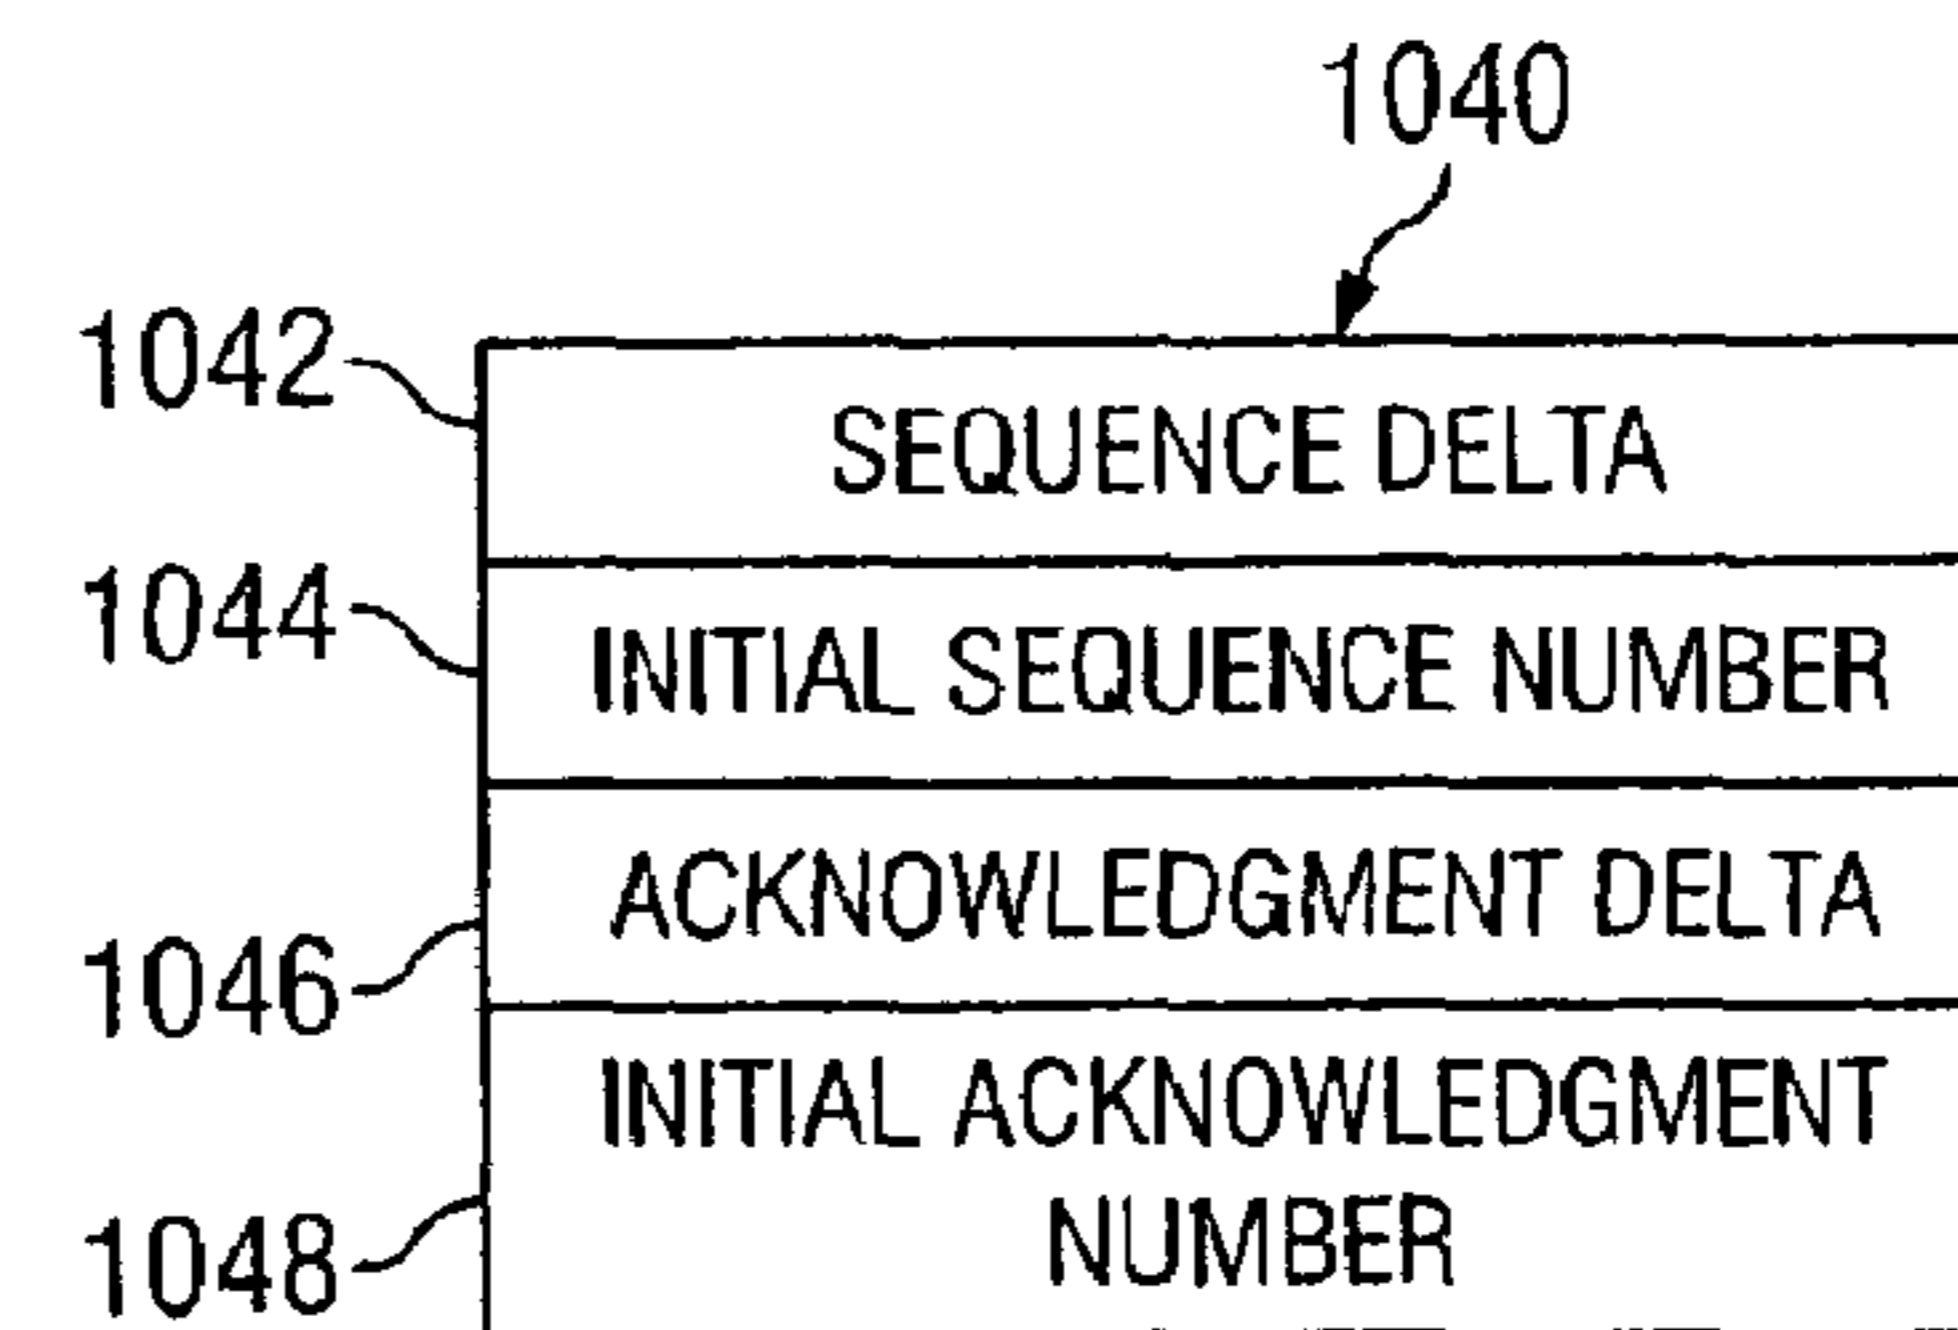 1040
1042
SEQUENCE DELTA
1044
INITIAL SEQUENCE NUMBER
ACKNOWLEDGMENT DELTA
1046
INITIAL ACKNOWLEDGMENT
NUMBER
1048